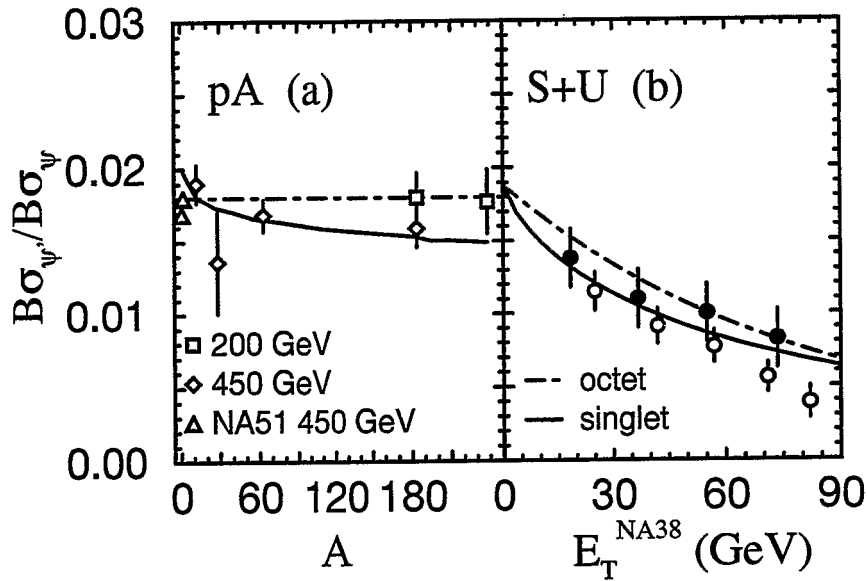 0.03
0.02
0.01
0.00
Bσψ'/Bσψ
pA (a)
S+U (b)
200 GeV
450 GeV
NA51 450 GeV
octet
singlet
0 60 120 180
0 30 60 90
A
E_T^NA38 (GeV)